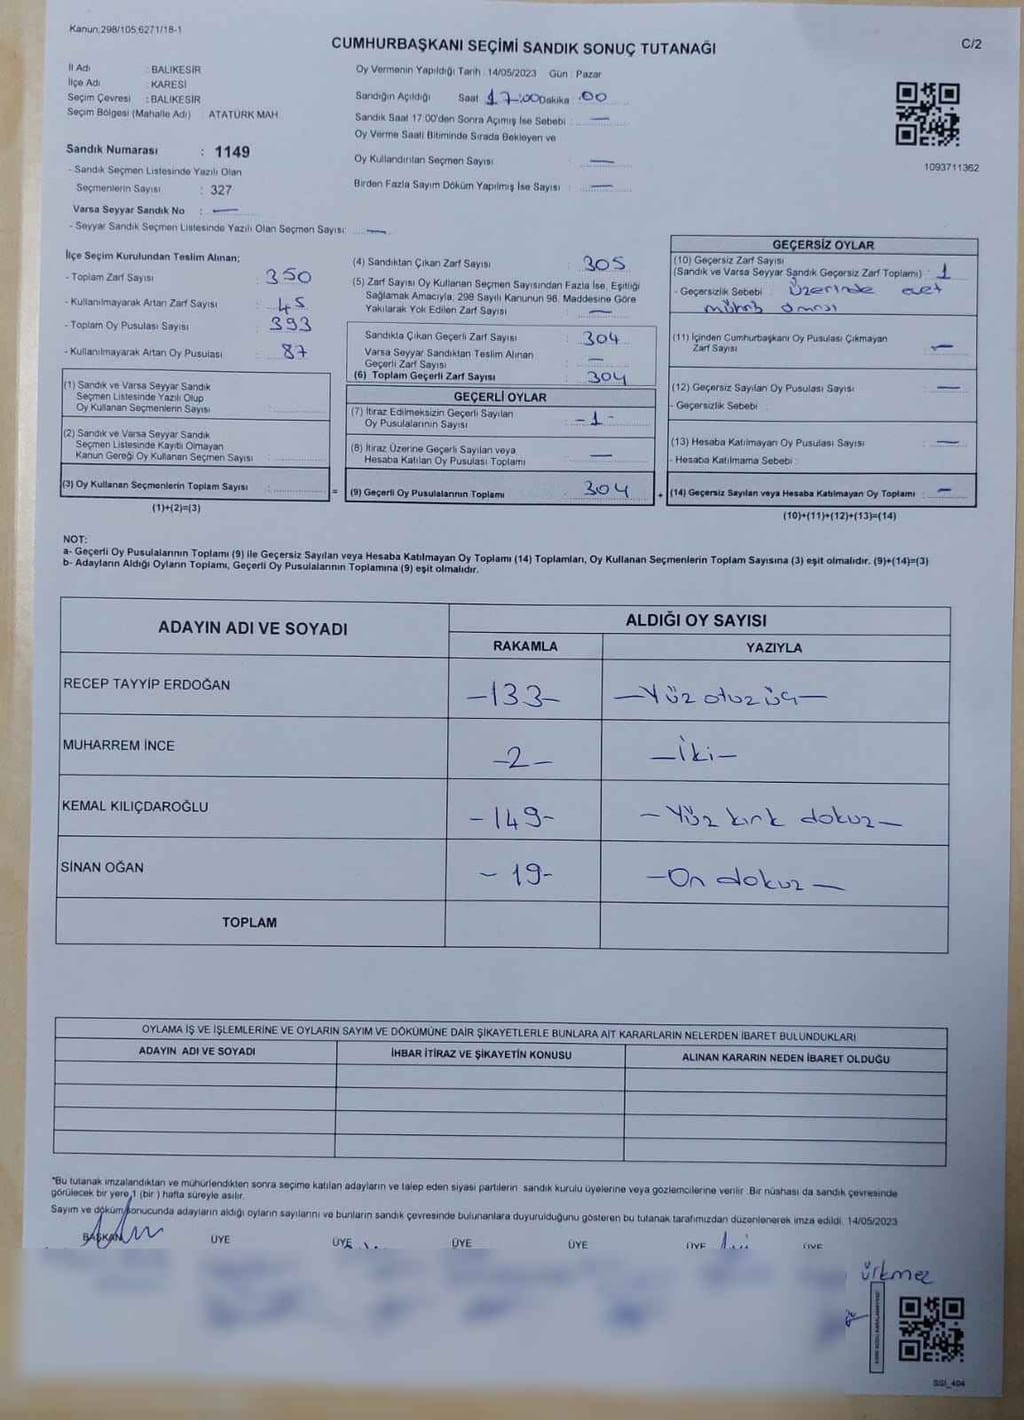 Kanun;298/105;6271/18-1
C/2
CUMHURBAŞKANI SEÇİMİ SANDIK SONUÇ TUTANAĞI
İl Adı : BALIKESİR
İlçe Adı : KARESİ
Seçim Çevresi : BALIKESİR
Seçim Bölgesi (Mahalle Adı) ATATÜRK MAH.
Sandık Numarası : 1149
- Sandık Seçmen Listesinde Yazılı Olan
Seçmenlerin Sayısı : 327
Varsa Seyyar Sandık No : —
- Seyyar Sandık Seçmen Listesinde Yazılı Olan Seçmen Sayısı: —
Oy Vermenin Yapıldığı Tarih : 14/05/2023 Gün : Pazar
Sandığın Açıldığı Saat 17:00 Dakika :00
Sandık Saat 17:00'den Sonra Açımış İse Sebebi : —
Oy Verme Saati Bitiminde Sırada Bekleyen ve
Oy Kullandırılan Seçmen Sayısı : —
Birden Fazla Sayım Döküm Yapılmış İse Sayısı : —
1093711362
İlçe Seçim Kurulundan Teslim Alınan;
- Toplam Zarf Sayısı : 350
- Kullanılmayarak Artan Zarf Sayısı : 45
- Toplam Oy Pusulası Sayısı : 393
- Kullanılmayarak Artan Oy Pusulası : 87
(1) Sandık ve Varsa Seyyar Sandık
Seçmen Listesinde Yazılı Olup
Oy Kullanan Seçmenlerin Sayısı :
(2) Sandık ve Varsa Seyyar Sandık
Seçmen Listesinde Kayıtlı Olmayan
Kanun Gereği Oy Kullanan Seçmen Sayısı :
(3) Oy Kullanan Seçmenlerin Toplam Sayısı : =
(1)+(2)=(3)
(4) Sandıktan Çıkan Zarf Sayısı : 305
(5) Zarf Sayısı Oy Kullanan Seçmen Sayısından Fazla İse, Eşitliği
Sağlamak Amacıyla, 298 Sayılı Kanunun 98. Maddesine Göre
Yakılarak Yok Edilen Zarf Sayısı : —
Sandıkta Çıkan Geçerli Zarf Sayısı : 304
Varsa Seyyar Sandıktan Teslim Alınan
Geçerli Zarf Sayısı : —
(6) Toplam Geçerli Zarf Sayısı : 304
GEÇERLİ OYLAR
(7) İtiraz Edilmeksizin Geçerli Sayılan
Oy Pusulalarının Sayısı : -1-
(8) İtiraz Üzerine Geçerli Sayılan veya
Hesaba Katılan Oy Pusulası Toplamı : —
(9) Geçerli Oy Pusulalarının Toplamı : 304 +
GEÇERSİZ OYLAR
(10) Geçersiz Zarf Sayısı
(Sandık ve Varsa Seyyar Sandık Geçersiz Zarf Toplamı) : 1
- Geçersizlik Sebebi : Üzerinde evet
mührü olması
(11) İçinden Cumhurbaşkanı Oy Pusulası Çıkmayan
Zarf Sayısı : —
(12) Geçersiz Sayılan Oy Pusulası Sayısı : —
- Geçersizlik Sebebi :
(13) Hesaba Katılmayan Oy Pusulası Sayısı : —
- Hesaba Katılmama Sebebi :
(14) Geçersiz Sayılan veya Hesaba Katılmayan Oy Toplamı : —
(10)+(11)+(12)+(13)=(14)
NOT:
a- Geçerli Oy Pusulalarının Toplamı (9) ile Geçersiz Sayılan veya Hesaba Katılmayan Oy Toplamı (14) Toplamları, Oy Kullanan Seçmenlerin Toplam Sayısına (3) eşit olmalıdır. (9)+(14)=(3)
b- Adayların Aldığı Oyların Toplamı, Geçerli Oy Pusulalarının Toplamına (9) eşit olmalıdır.
ADAYIN ADI VE SOYADI
ALDIĞI OY SAYISI
RAKAMLA YAZIYLA
RECEP TAYYİP ERDOĞAN -133- -Yüz otuz üç-
MUHARREM İNCE -2- -İki-
KEMAL KILIÇDAROĞLU -149- -Yüz kırk dokuz-
SİNAN OĞAN -19- -On dokuz-
TOPLAM
OYLAMA İŞ VE İŞLEMLERİNE VE OYLARIN SAYIM VE DÖKÜMÜNE DAİR ŞİKAYETLERLE BUNLARA AİT KARARLARIN NELERDEN İBARET BULUNDUKLARI
ADAYIN ADI VE SOYADI İHBAR İTİRAZ VE ŞİKAYETİN KONUSU ALINAN KARARIN NEDEN İBARET OLDUĞU
*Bu tutanak imzalandıktan ve mühürlendikten sonra seçime katılan adayların ve talep eden siyasi partilerin sandık kurulu üyelerine veya gözlemcilerine verilir. Bir nüshası da sandık çevresinde
görülecek bir yere 1 (bir ) hafta süreyle asılır.
Sayım ve döküm sonucunda adayların aldığı oyların sayılarını ve bunların sandık çevresinde bulunanlara duyurulduğunu gösteren bu tutanak tarafımızdan düzenlenerek imza edildi. 14/05/2023
BAŞKAN ÜYE ÜYE ÜYE ÜYE ÜYE ÜYE
ürkmez
SSI_404